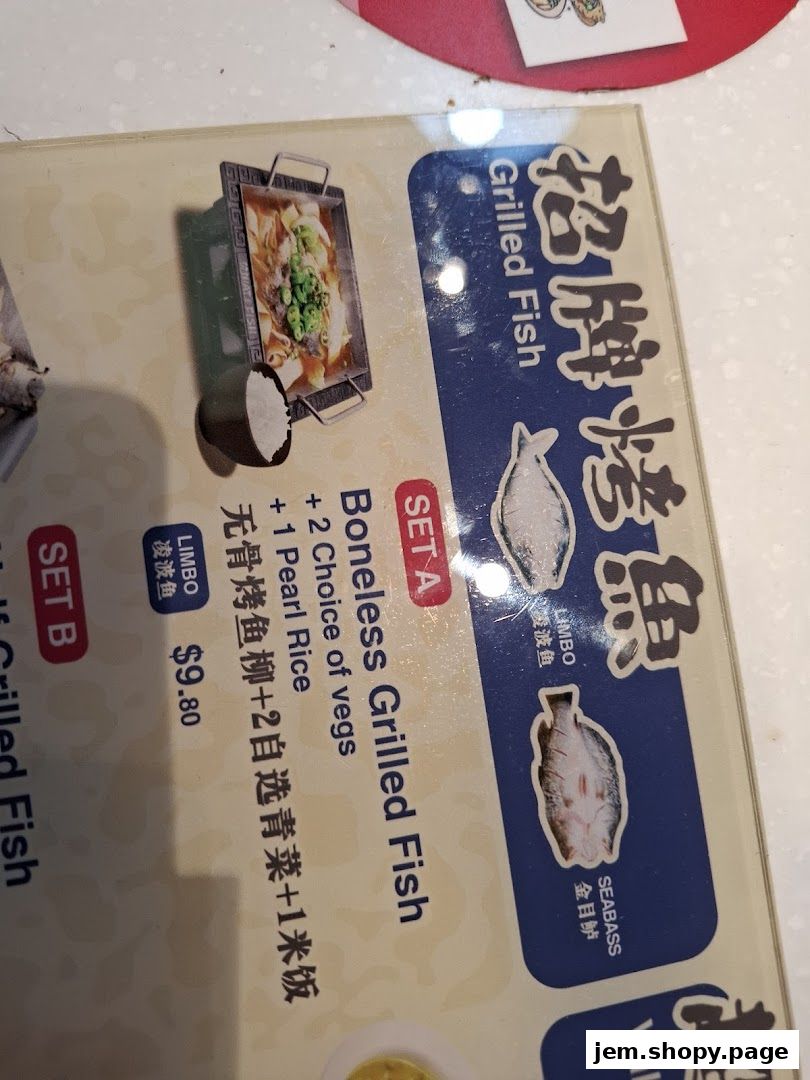 招牌烤鱼
Grilled Fish
LIMBO
凌波鱼
SEABASS
金目鲈
SET A
Boneless Grilled Fish
+ 2 Choice of vegs
+ 1 Pearl Rice
无骨烤鱼柳+2自选青菜+1米饭
LIMBO
凌波鱼
$9.80
SET B
Grilled Fish
jem.shopy.page